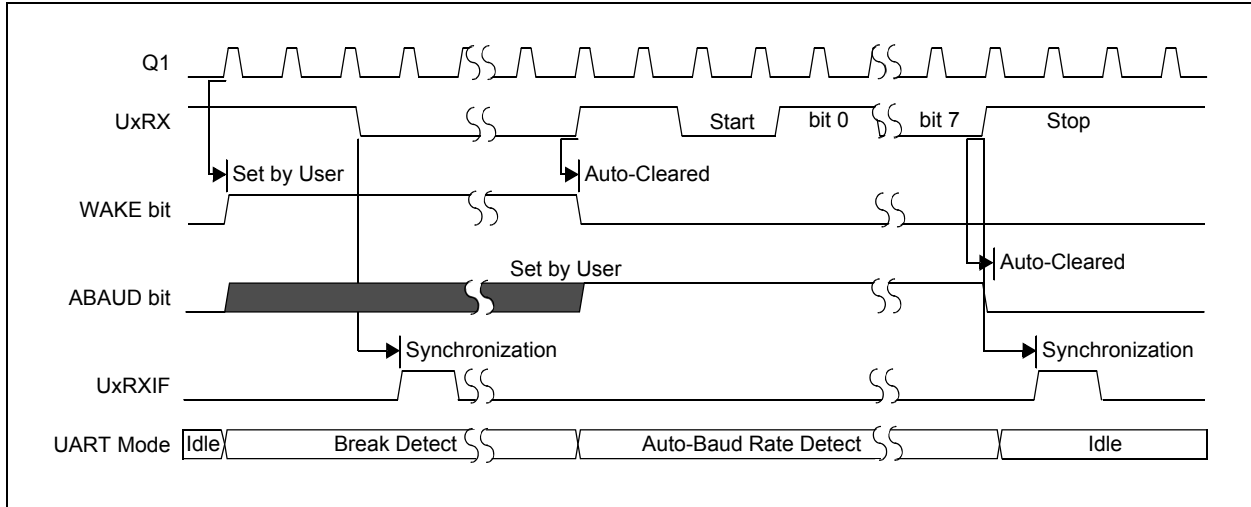 Q1
UxRX
Start
bit 0
bit 7
Stop
Set by User
Auto-Cleared
WAKE bit
Auto-Cleared
Set by User
ABAUD bit
Synchronization
Synchronization
UxRXIF
UART Mode
Idle
Break Detect
Auto-Baud Rate Detect
Idle